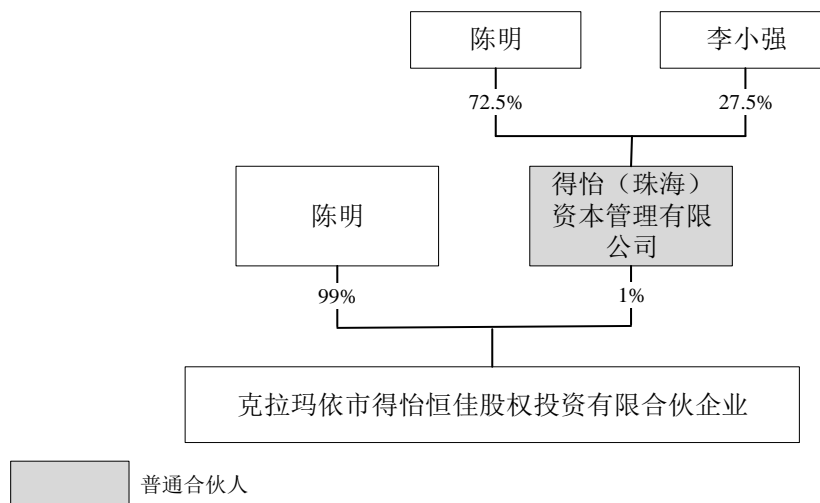 陈明
李小强
72.5%
27.5%
得怡（珠海）
资本管理有限
公司
陈明
99%
1%
克拉玛依市得怡恒佳股权投资有限合伙企业
普通合伙人